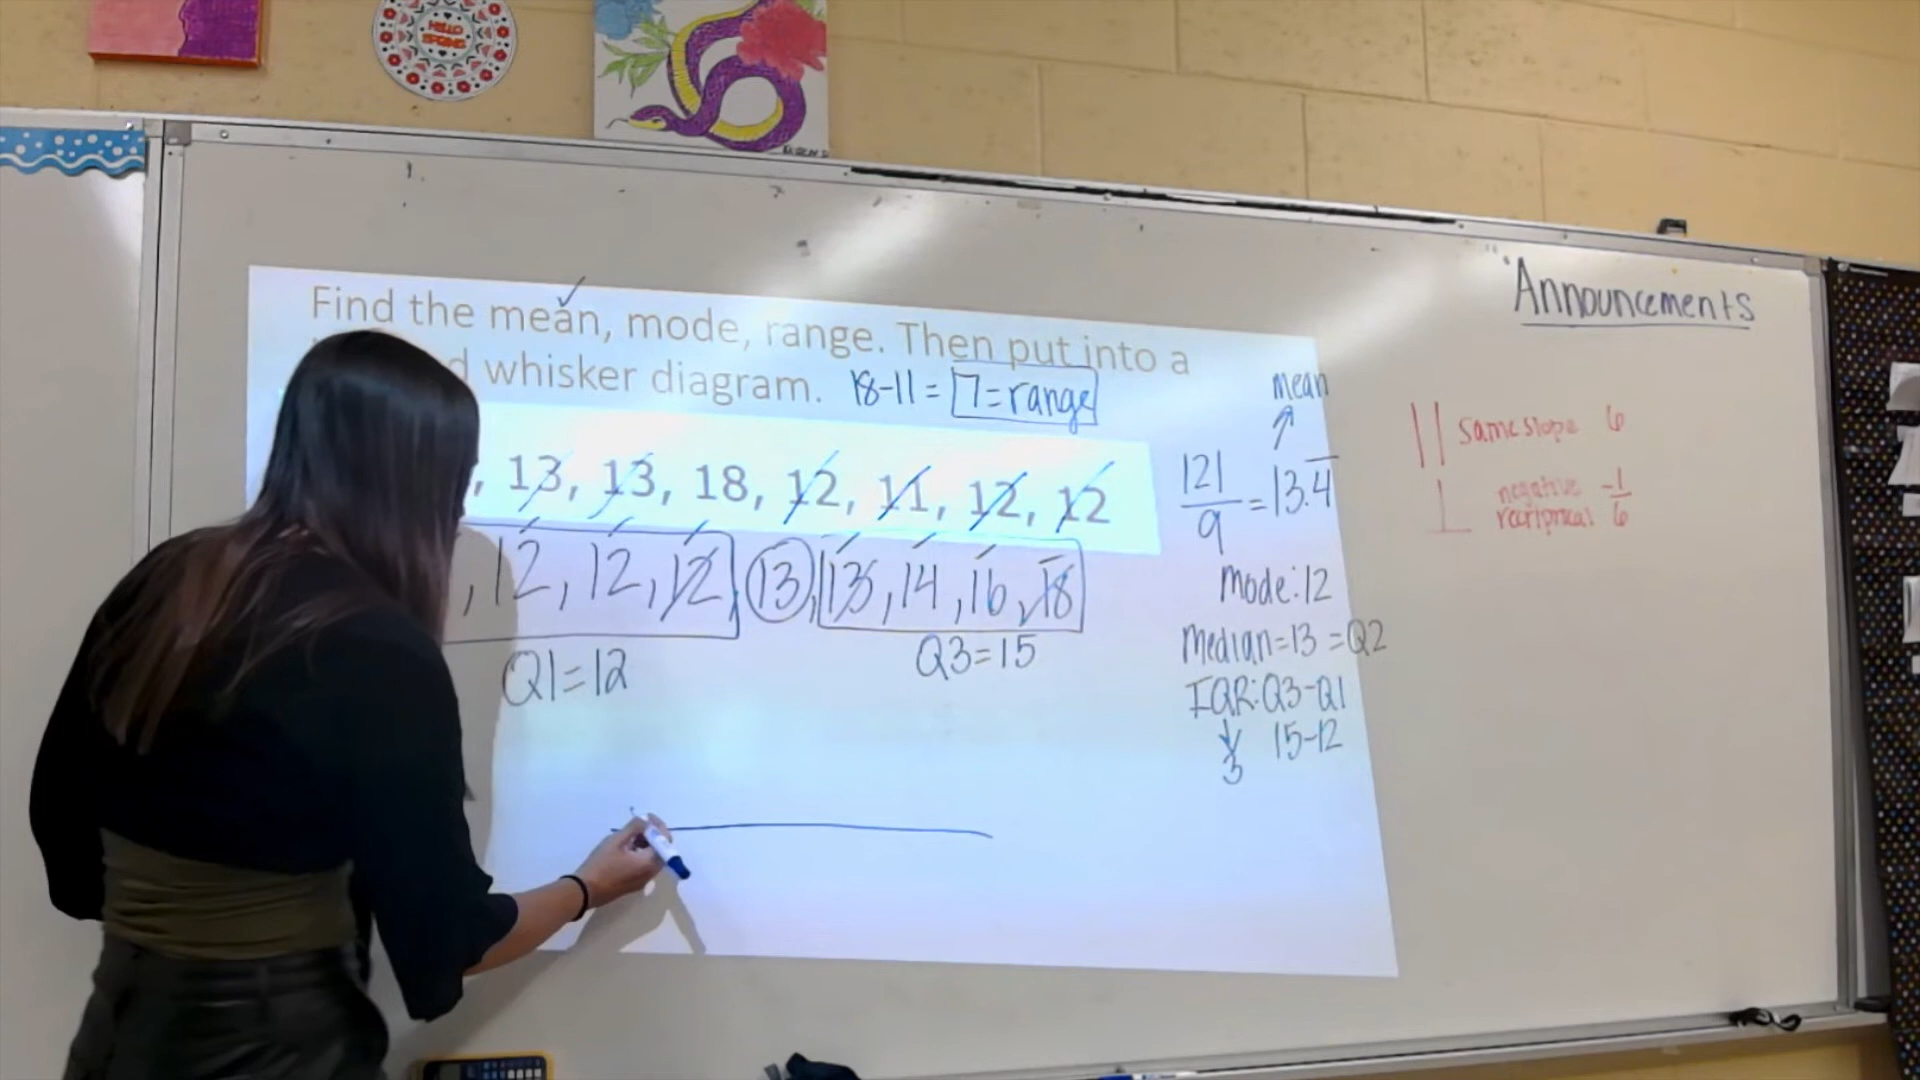 Find the mean, mode, range. Then put into a
d whisker diagram. 18-11 = 7=range
, 13, 13, 18, 12, 11, 12, 12
, 12, 12, 12, 13, 13, 14, 16, 18
Q1=12
Q3=15
mean
121/9 = 13.4̅
Mode: 12
Median=13 =Q2
IQR: Q3-Q1
15-12
3
Announcements
|| same slope 6
⊥ negative reciprical -1/6